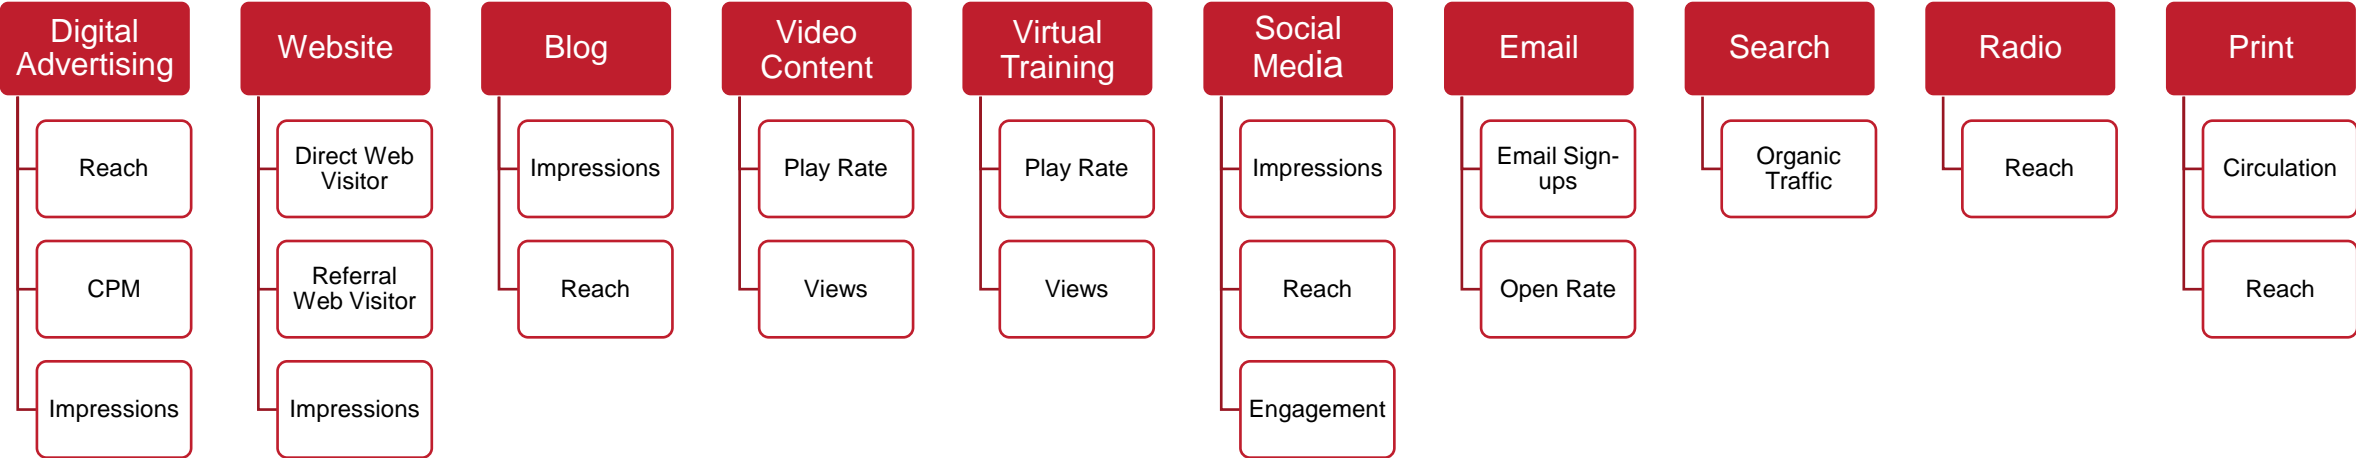 Digital
Advertising
Reach
CPM
Impressions
Website
Direct Web
Visitor
Referral
Web Visitor
Impressions
Blog
Impressions
Reach
Video
Content
Play Rate
Views
Virtual
Training
Play Rate
Views
Social
Media
Impressions
Reach
Engagement
Email
Email Sign-
ups
Open Rate
Search
Organic
Traffic
Radio
Reach
Print
Circulation
Reach